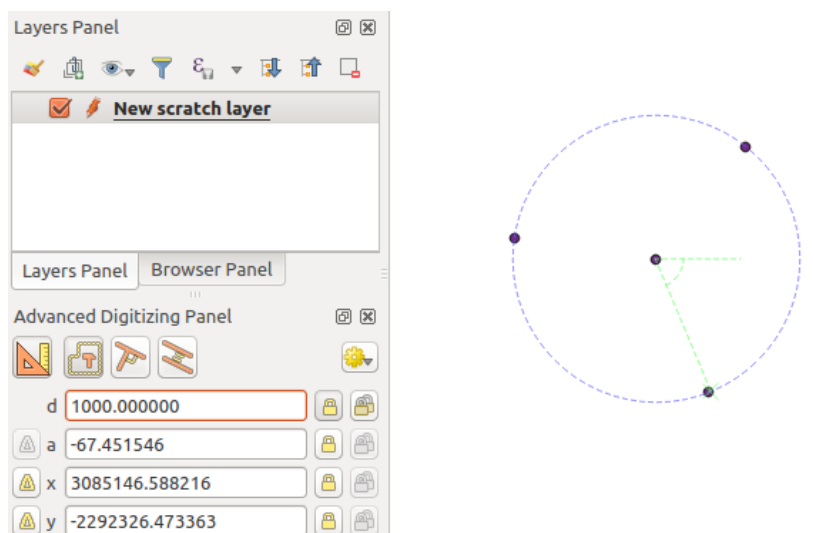 Layers Panel
New scratch layer
Layers Panel Browser Panel
Advanced Digitizing Panel
d 1000.000000
a -67.451546
x 3085146.588216
y -2292326.473363